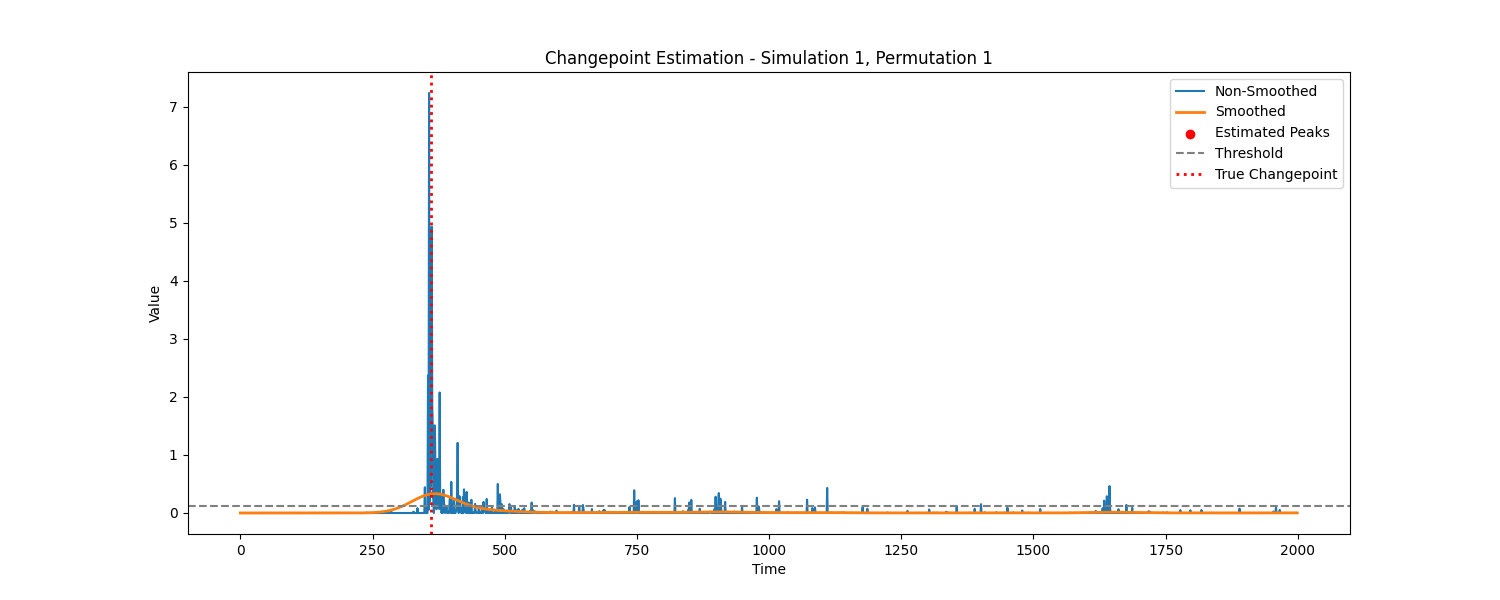 Changepoint Estimation - Simulation 1, Permutation 1
Non-Smoothed
Smoothed
Estimated Peaks
Threshold
True Changepoint
Value
7
6
5
4
3
2
1
0
0 250 500 750 1000 1250 1500 1750 2000
Time